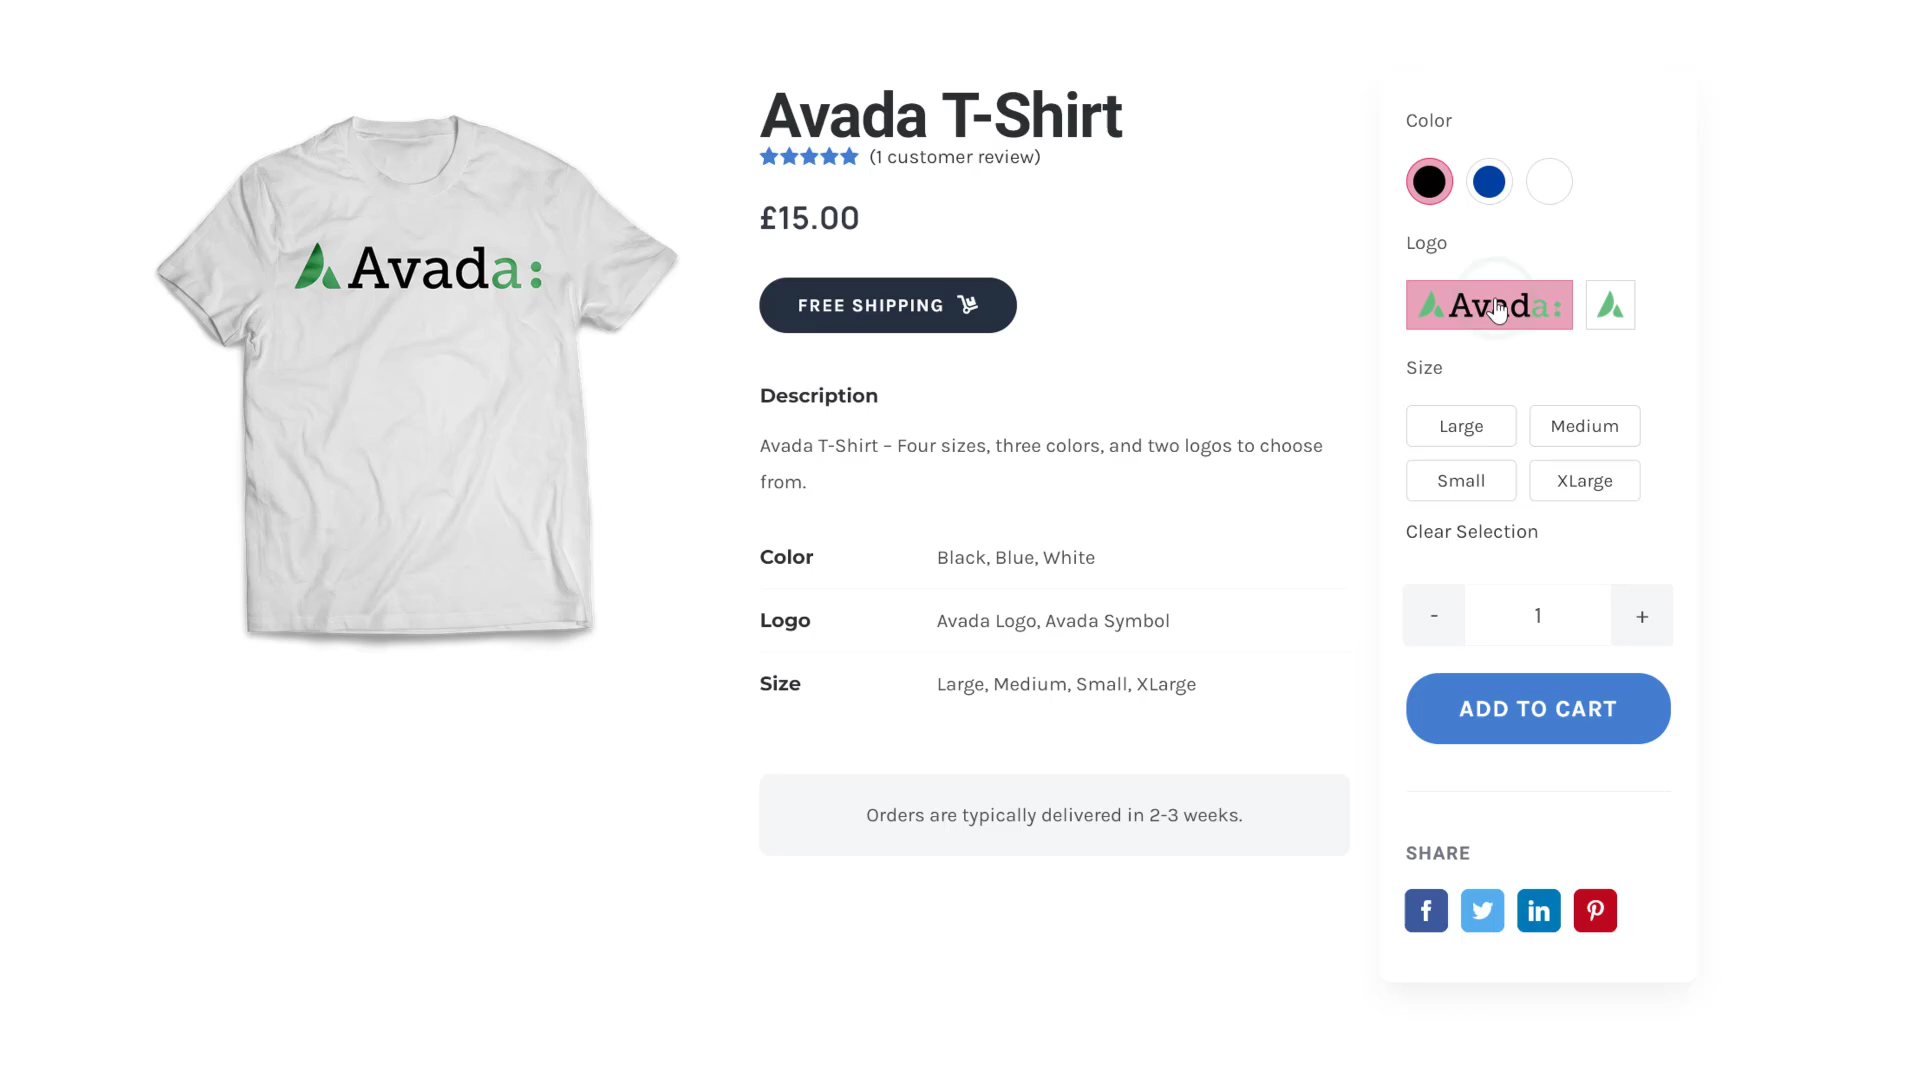 Avada:
Avada T-Shirt
(1 customer review)
£15.00
FREE SHIPPING
Description
Avada T-Shirt – Four sizes, three colors, and two logos to choose
from.
Color Black, Blue, White
Logo Avada Logo, Avada Symbol
Size Large, Medium, Small, XLarge
Orders are typically delivered in 2-3 weeks.
Color
Logo
Avada:
Size
Large Medium
Small XLarge
Clear Selection
- 1 +
ADD TO CART
SHARE